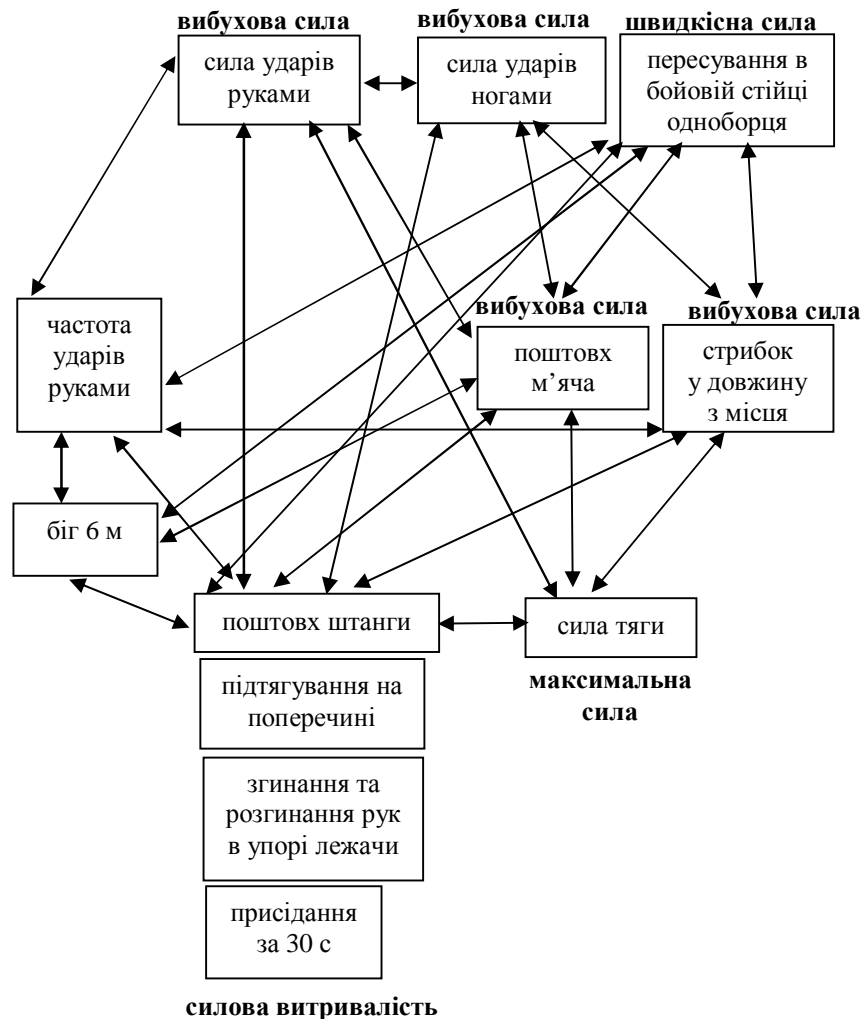 вибухова сила
вибухова сила
швидкісна сила
сила ударів
руками
сила ударів
ногами
пересування в
бойовій стійці
одноборця
частота
ударів
руками
вибухова сила
поштовх
м’яча
вибухова сила
стрибок
у довжину
з місця
біг 6 м
поштовх штанги
сила тяги
максимальна
сила
підтягування на
поперечині
згинання та
розгинання рук
в упорі лежачи
присідання
за 30 с
силова витривалість